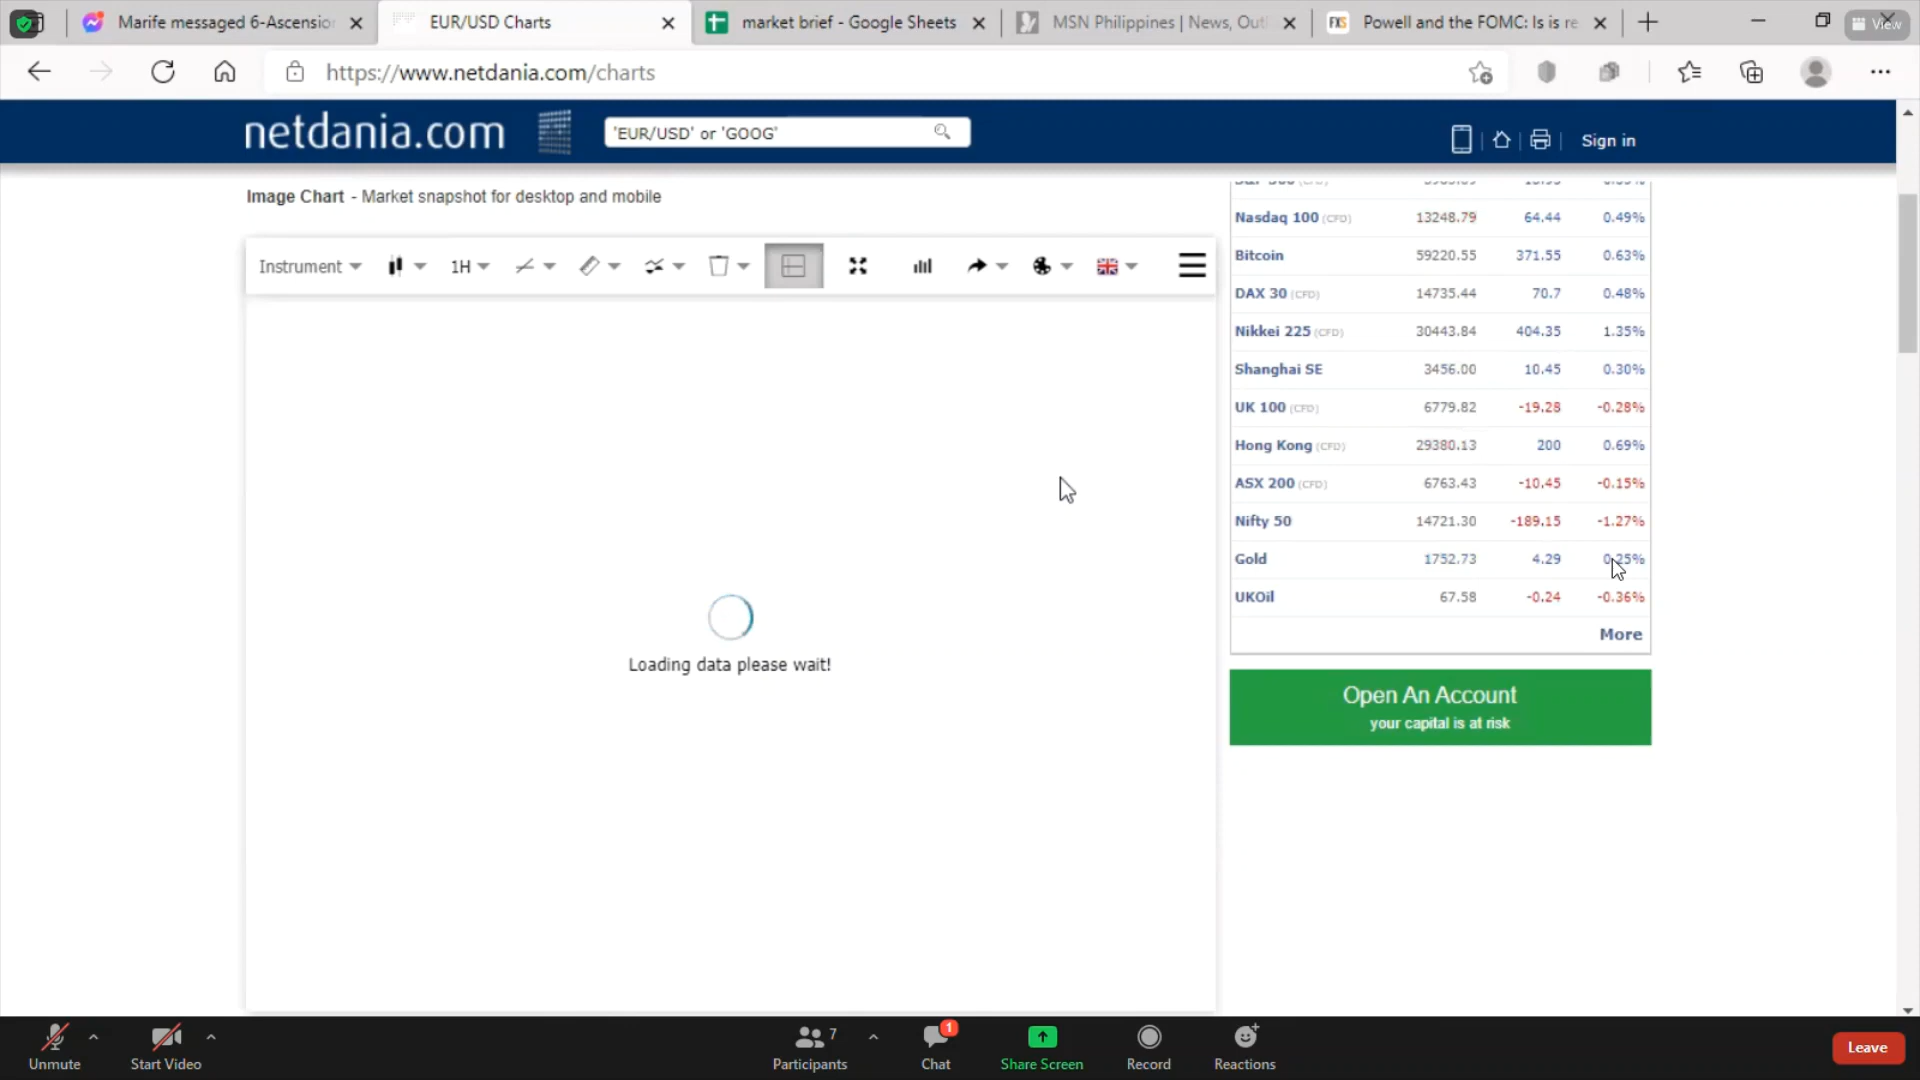 Marife messaged 6-Ascension
EUR/USD Charts
market brief - Google Sheets
MSN Philippines | News, Out
FXS
Powell and the FOMC: Is is re
View
https://www.netdania.com/charts
netdania.com
'EUR/USD' or 'GOOG'
Sign in
Image Chart - Market snapshot for desktop and mobile
Instrument
1H
Nasdaq 100 (CFD) 13248.79 64.44 0.49%
Bitcoin 59220.55 371.55 0.63%
DAX 30 (CFD) 14735.44 70.7 0.48%
Nikkei 225 (CFD) 30443.84 404.35 1.35%
Shanghai SE 3456.00 10.45 0.30%
UK 100 (CFD) 6779.82 -19.28 -0.28%
Hong Kong (CFD) 29380.13 200 0.69%
ASX 200 (CFD) 6763.43 -10.45 -0.15%
Nifty 50 14721.30 -189.15 -1.27%
Gold 1752.73 4.29 0.25%
UKOil 67.58 -0.24 -0.36%
More
Loading data please wait!
Open An Account
your capital is at risk
Unmute
Start Video
7
Participants
1
Chat
Share Screen
Record
Reactions
Leave